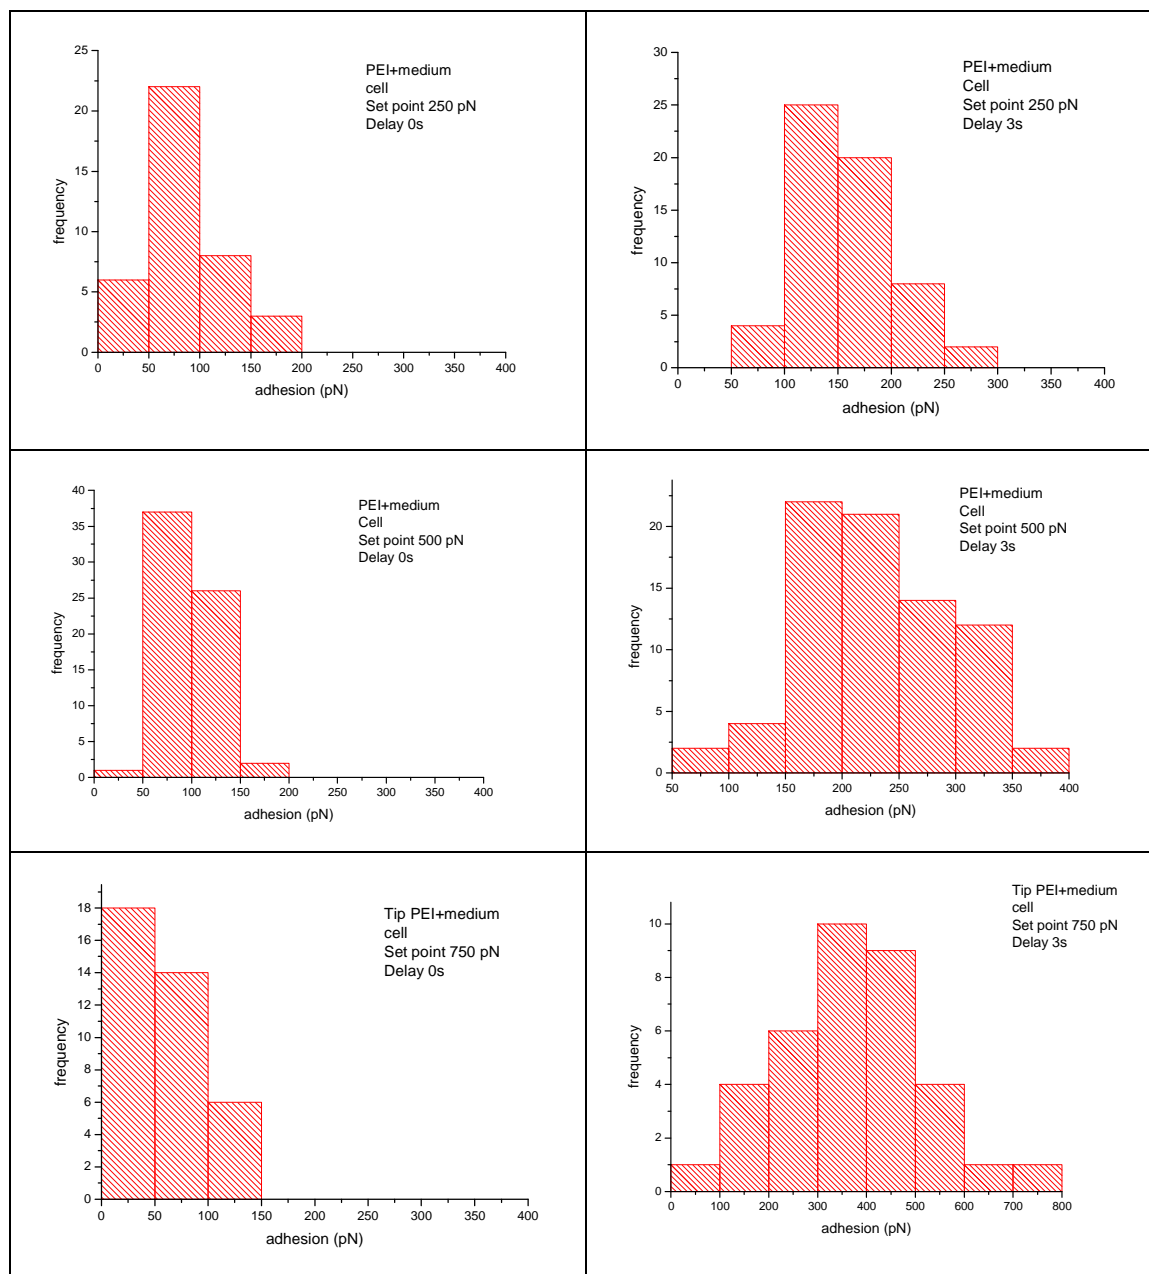 25
20
15
10
5
0
frequency
PEI+medium
cell
Set point 250 pN
Delay 0s
0 50 100 150 200 250 300 350 400
adhesion (pN)
30
25
20
15
10
5
0
frequency
PEI+medium
Cell
Set point 250 pN
Delay 3s
0 50 100 150 200 250 300 350 400
adhesion (pN)
40
35
30
25
20
15
10
5
0
frequency
PEI+medium
Cell
Set point 500 pN
Delay 0s
0 50 100 150 200 250 300 350 400
adhesion (pN)
20
15
10
5
0
frequency
PEI+medium
Cell
Set point 500 pN
Delay 3s
50 100 150 200 250 300 350 400
adhesion (pN)
18
16
14
12
10
8
6
4
2
0
frequency
Tip PEI+medium
cell
Set point 750 pN
Delay 0s
0 50 100 150 200 250 300 350 400
adhesion (pN)
10
8
6
4
2
0
frequency
Tip PEI+medium
cell
Set point 750 pN
Delay 3s
0 100 200 300 400 500 600 700 800
adhesion (pN)